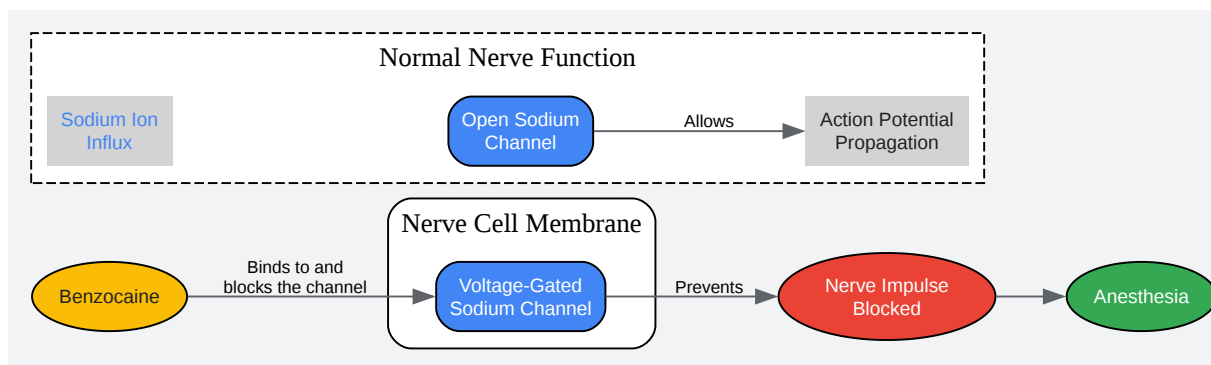 Normal Nerve Function
Sodium Ion
Influx
Open Sodium
Channel
Allows
Action Potential
Propagation
Nerve Cell Membrane
Benzocaine
Binds to and
blocks the channel
Voltage-Gated
Sodium Channel
Prevents
Nerve Impulse
Blocked
Anesthesia